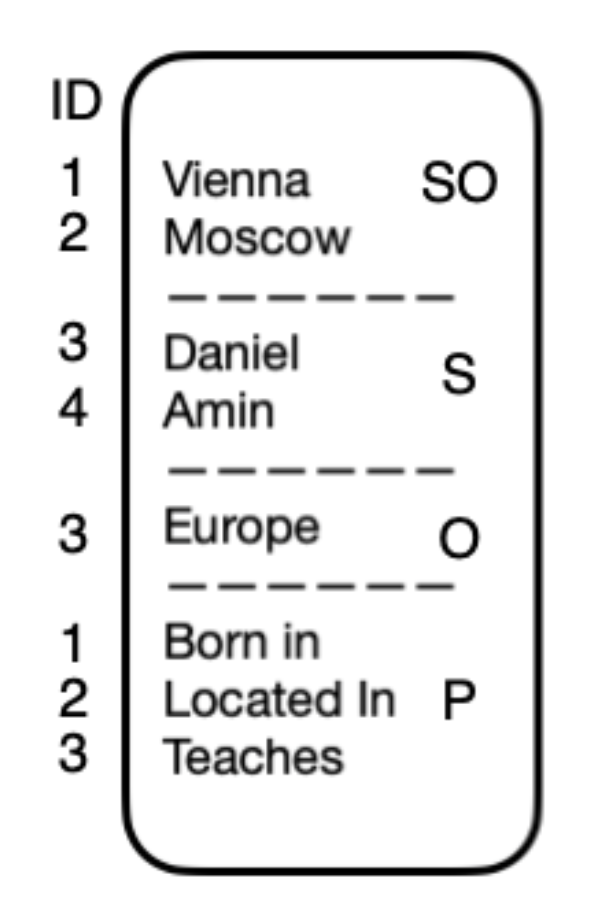 ID
1 Vienna SO
2 Moscow
3 Daniel S
4 Amin
3 Europe O
1 Born in
2 Located In P
3 Teaches